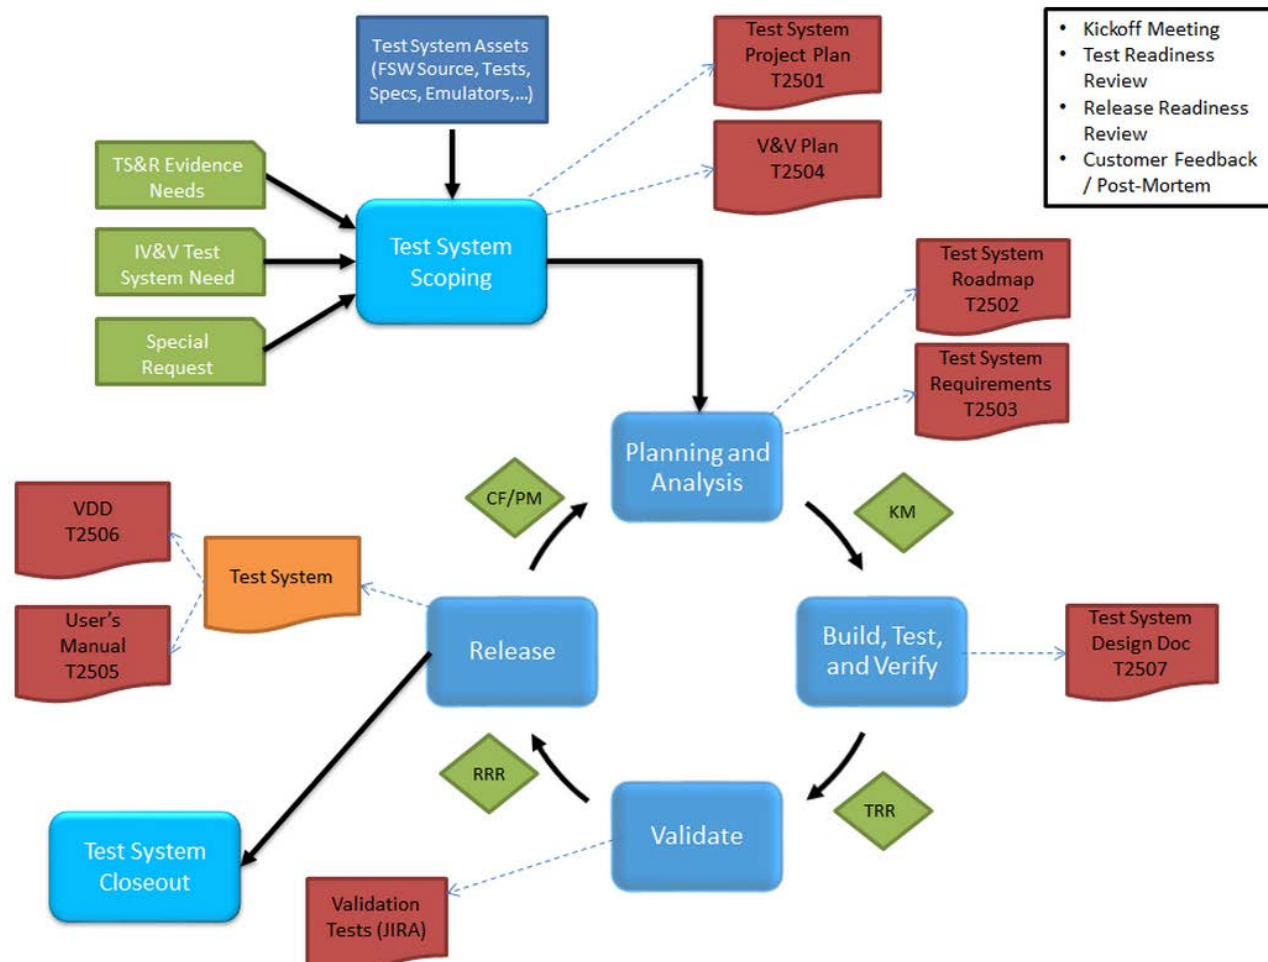 Test System Assets
(FSW Source, Tests,
Specs, Emulators,...)
Test System
Project Plan
T2501
V&V Plan
T2504
• Kickoff Meeting
• Test Readiness
Review
• Release Readiness
Review
• Customer Feedback
/ Post-Mortem
TS&R Evidence
Needs
IV&V Test
System Need
Special
Request
Test System
Scoping
Test System
Roadmap
T2502
Test System
Requirements
T2503
Planning and
Analysis
CF/PM
KM
VDD
T2506
User's
Manual
T2505
Test System
Release
Build, Test,
and Verify
Test System
Design Doc
T2507
RRR
TRR
Validate
Test System
Closeout
Validation
Tests (JIRA)